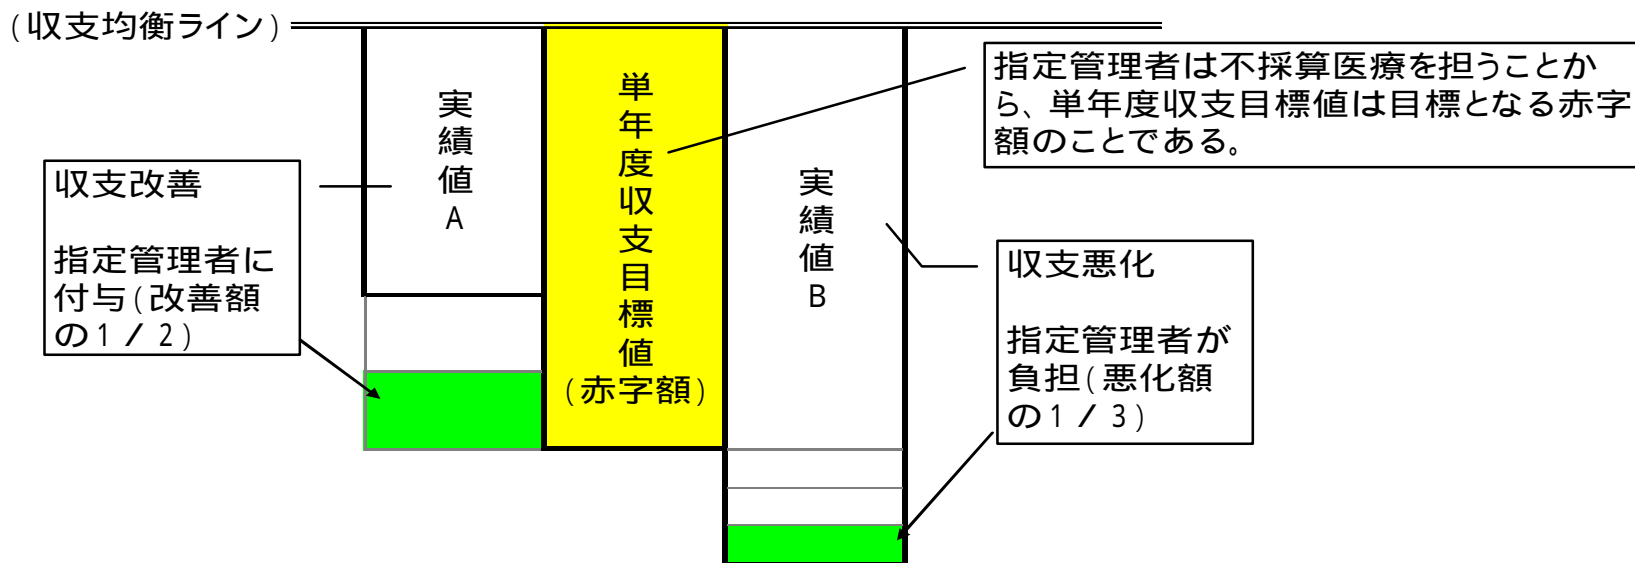 (収支均衡ライン)
実績値A
単年度収支目標値
(赤字額)
実績値B
指定管理者は不採算医療を担うことか
ら、単年度収支目標値は目標となる赤字
額のことである。
収支改善
指定管理者に
付与(改善額
の1/2)
収支悪化
指定管理者が
負担(悪化額
の1/3)